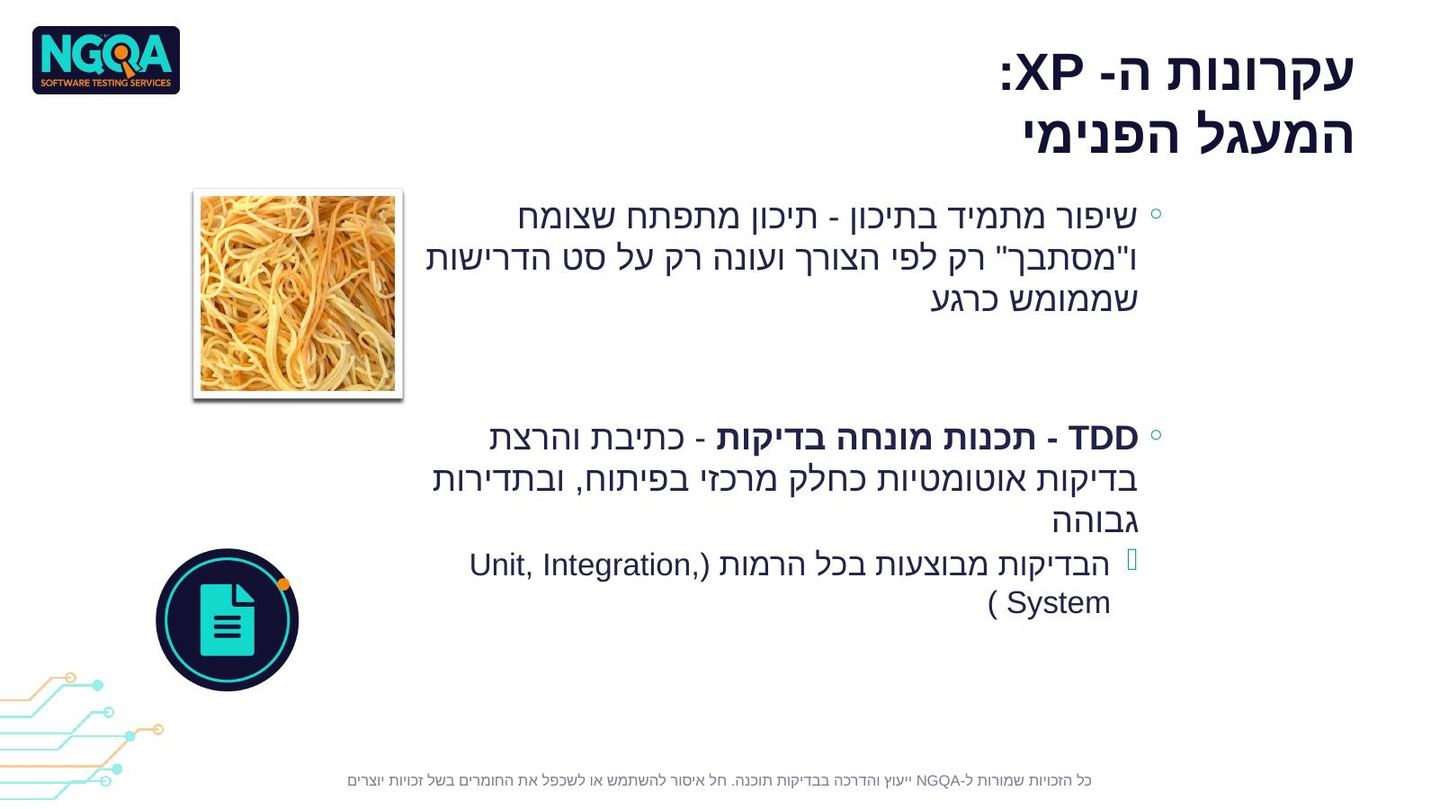 NGQA
SOFTWARE TESTING SERVICES
עקרונות ה- XP:
המעגל הפנימי
שיפור מתמיד בתיכון - תיכון מתפתח שצומח
ו"מסתבך" רק לפי הצורך ועונה רק על סט הדרישות
שממומש כרגע
TDD - תכנות מונחה בדיקות - כתיבת והרצת
בדיקות אוטומטיות כחלק מרכזי בפיתוח, ובתדירות
גבוהה
הבדיקות מבוצעות בכל הרמות (Unit, Integration,
System )
כל הזכויות שמורות ל-NGQA ייעוץ והדרכה בבדיקות תוכנה. חל איסור להשתמש או לשכפל את החומרים בשל זכויות יוצרים